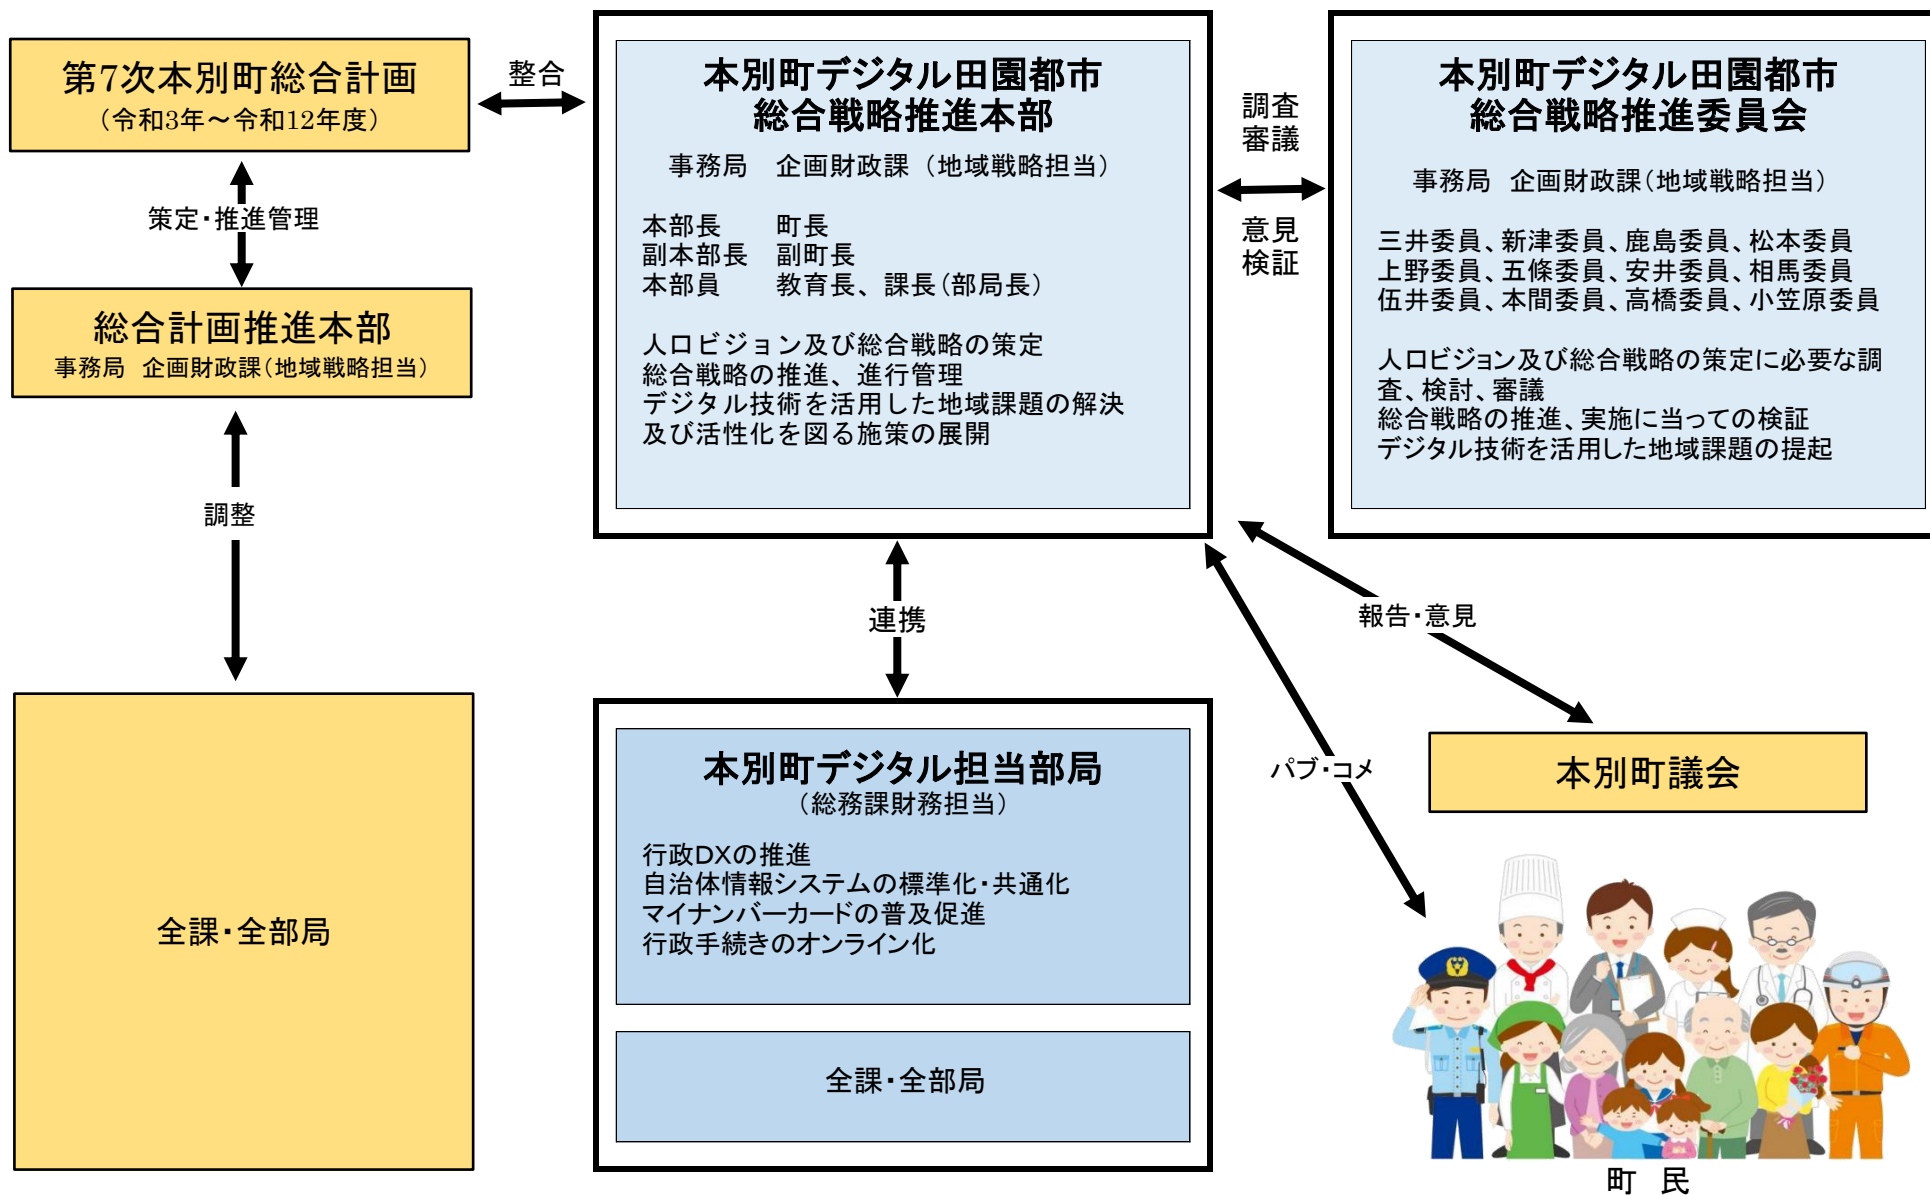 第7次本別町総合計画
（令和3年～令和12年度）
整合
策定・推進管理
総合計画推進本部
事務局　企画財政課（地域戦略担当）
調整
全課・全部局
本別町デジタル田園都市
総合戦略推進本部
事務局　企画財政課（地域戦略担当）
本部長　　町長
副本部長　副町長
本部員　　教育長、課長（部局長）
人口ビジョン及び総合戦略の策定
総合戦略の推進、進行管理
デジタル技術を活用した地域課題の解決
及び活性化を図る施策の展開
調査
審議
意見
検証
本別町デジタル田園都市
総合戦略推進委員会
事務局　企画財政課（地域戦略担当）
三井委員、新津委員、鹿島委員、松本委員
上野委員、五條委員、安井委員、相馬委員
伍井委員、本間委員、高橋委員、小笠原委員
人口ビジョン及び総合戦略の策定に必要な調
査、検討、審議
総合戦略の推進、実施に当っての検証
デジタル技術を活用した地域課題の提起
連携
報告・意見
パブ・コメ
本別町デジタル担当部局
（総務課財務担当）
行政DXの推進
自治体情報システムの標準化・共通化
マイナンバーカードの普及促進
行政手続きのオンライン化
全課・全部局
本別町議会
町　民